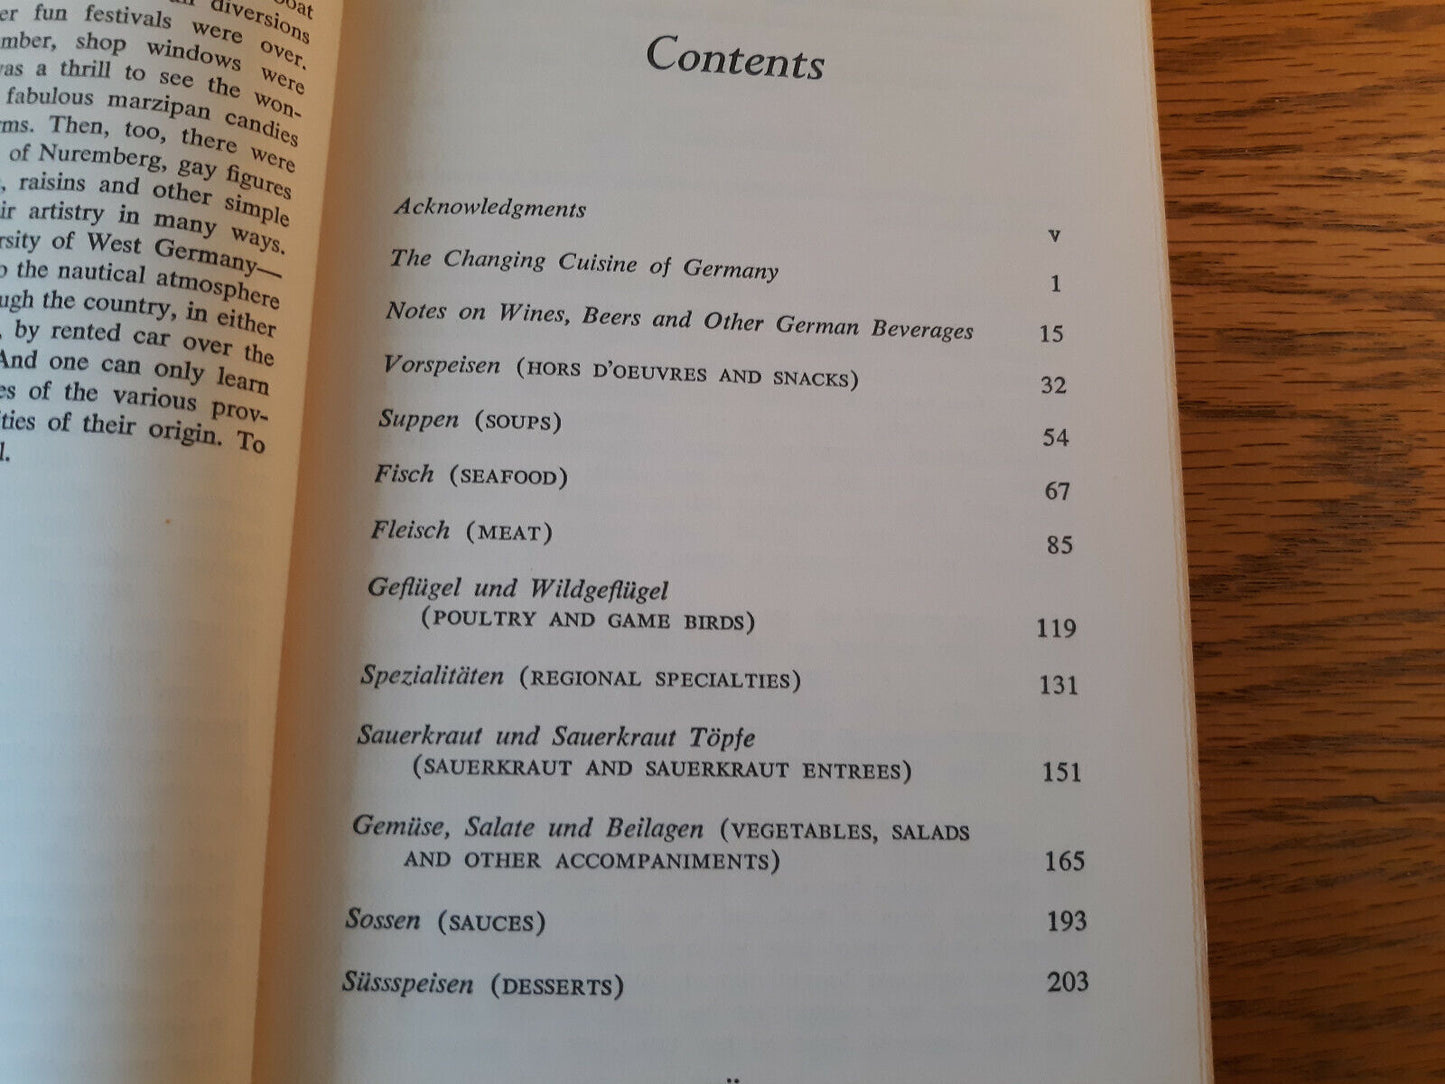 oat
diversions
er fun festivals were over.
mber, shop windows were
as a thrill to see the won-
fabulous marzipan candies
ms. Then, too, there were
of Nuremberg, gay figures
, raisins and other simple
ir artistry in many ways.
rsity of West Germany—
o the nautical atmosphere
ugh the country, in either
, by rented car over the
And one can only learn
es of the various prov-
ties of their origin. To
l.
Contents
Acknowledgments v
The Changing Cuisine of Germany 1
Notes on Wines, Beers and Other German Beverages 15
Vorspeisen (HORS D'OEUVRES AND SNACKS) 32
Suppen (SOUPS) 54
Fisch (SEAFOOD) 67
Fleisch (MEAT) 85
Geflügel und Wildgeflügel
(POULTRY AND GAME BIRDS) 119
Spezialitäten (REGIONAL SPECIALTIES) 131
Sauerkraut und Sauerkraut Töpfe
(SAUERKRAUT AND SAUERKRAUT ENTREES) 151
Gemüse, Salate und Beilagen (VEGETABLES, SALADS
AND OTHER ACCOMPANIMENTS) 165
Sossen (SAUCES) 193
Süssspeisen (DESSERTS) 203